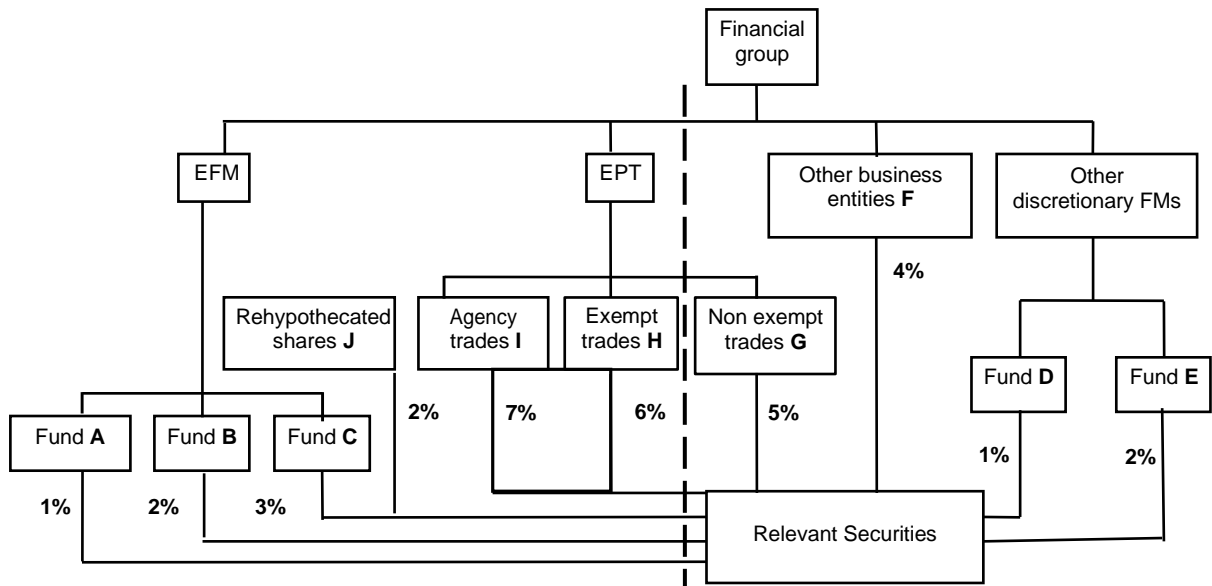 Financial
group
EFM
EPT
Other business
entities F
Other
discretionary FMs
4%
Rehypothecated
shares J
Agency
trades I
Exempt
trades H
Non exempt
trades G
Fund D
Fund E
2%
7%
6%
5%
Fund A
Fund B
Fund C
1%
2%
1%
2%
3%
Relevant Securities